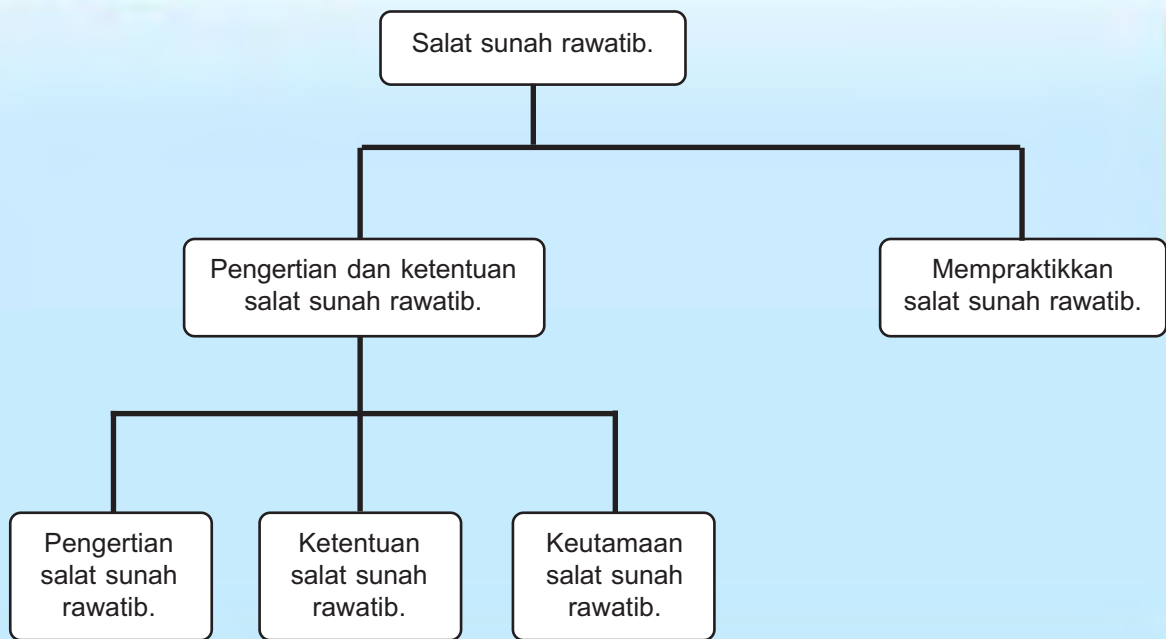 Salat sunah rawatib.
Pengertian dan ketentuan
salat sunah rawatib.
Mempraktikkan
salat sunah rawatib.
Pengertian
salat sunah
rawatib.
Ketentuan
salat sunah
rawatib.
Keutamaan
salat sunah
rawatib.